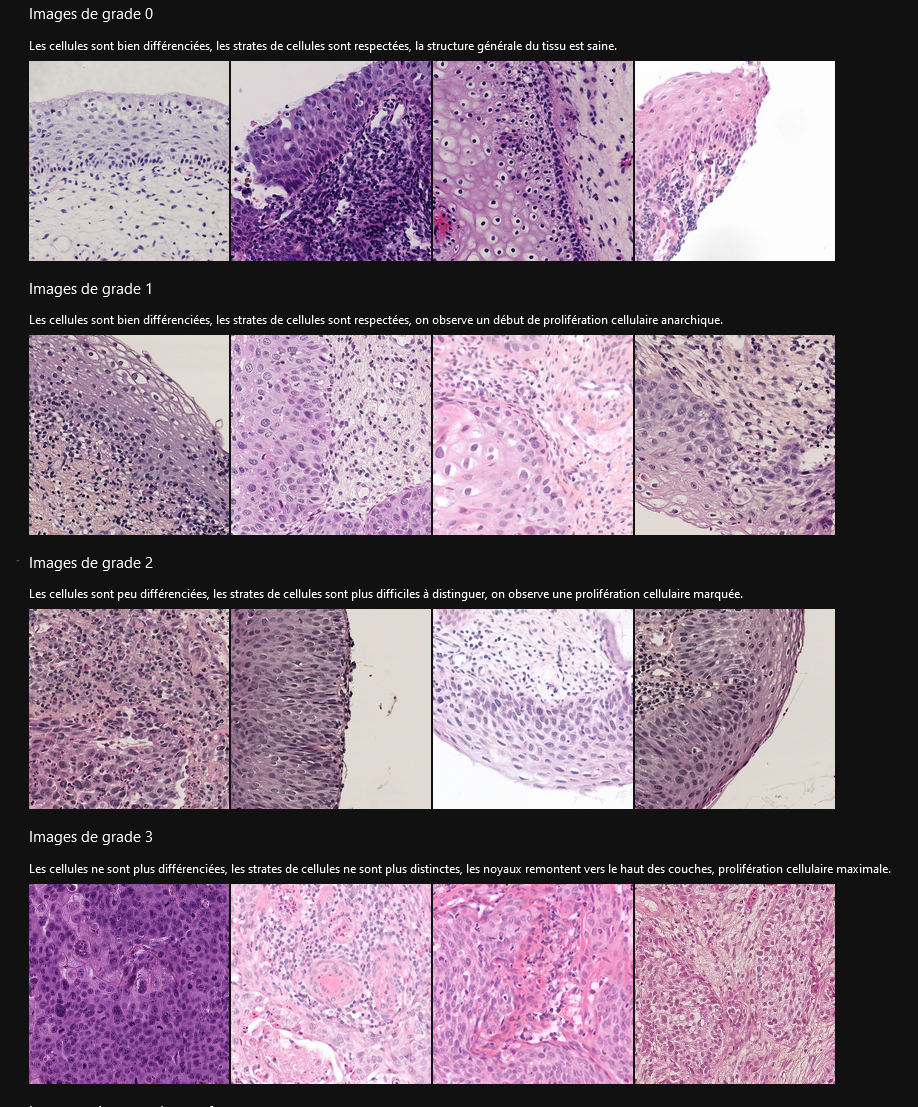 Images de grade 0
Les cellules sont bien différenciées, les strates de cellules sont respectées, la structure générale du tissu est saine.
Images de grade 1
Les cellules sont bien différenciées, les strates de cellules sont respectées, on observe un début de prolifération cellulaire anarchique.
Images de grade 2
Les cellules sont peu différenciées, les strates de cellules sont plus difficiles à distinguer, on observe une prolifération cellulaire marquée.
Images de grade 3
Les cellules ne sont plus différenciées, les strates de cellules ne sont plus distinctes, les noyaux remontent vers le haut des couches, prolifération cellulaire maximale.